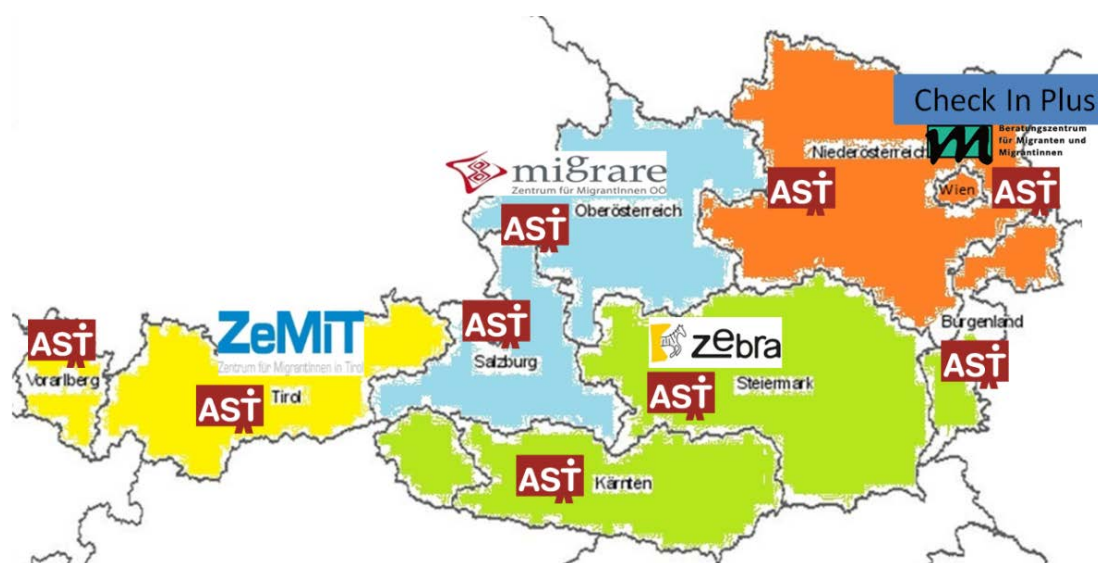 Check In Plus
Beratungszentrum
für Migranten und
Migrantinnen
m
Niederösterreich
Wien
AST
AST
migrare
Zentrum für MigrantInnen OÖ
Oberösterreich
AST
AST
Salzburg
ZeMiT
Zentrum für MigrantInnen in Tirol
AST
Tirol
AST
Vorarlberg
zebra
AST
Steiermark
Burgenland
AST
AST
Kärnten